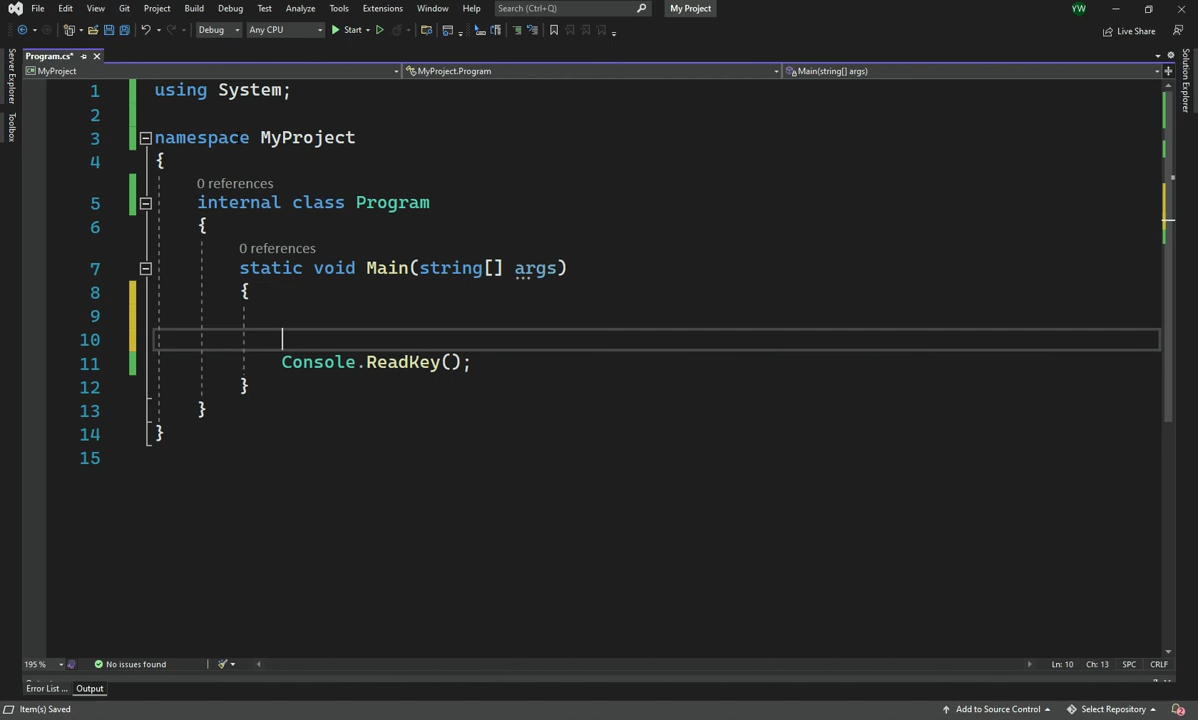 File Edit View Git Project Build Debug Test Analyze Tools Extensions Window Help Search (Ctrl+Q) My Project YW
Debug Any CPU Start Live Share
Server Explorer
Toolbox
Solution Explorer
Program.cs*
MyProject MyProject.Program Main(string[] args)
1 using System;
2
3 namespace MyProject
4 {
0 references
5 internal class Program
6 {
0 references
7 static void Main(string[] args)
8 {
9
10
11 Console.ReadKey();
12 }
13 }
14 }
15
195 % No issues found Ln: 10 Ch: 13 SPC CRLF
Error List ... Output
Item(s) Saved Add to Source Control Select Repository 2